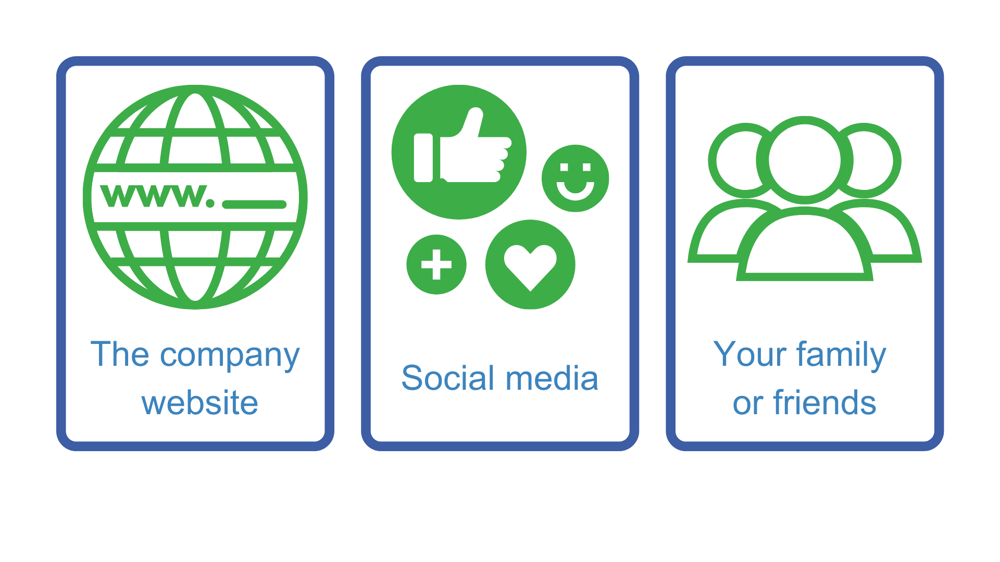 www.
The company
website
Social media
Your family
or friends